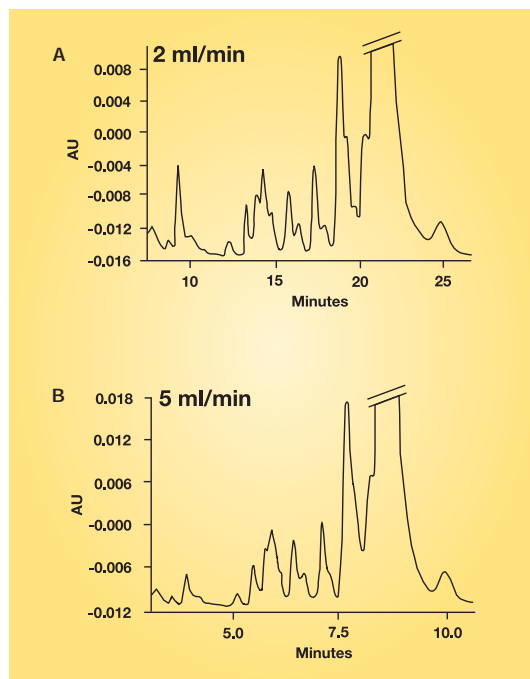 A
2 ml/min
0.008
0.004
0.000
-0.004
-0.008
-0.012
-0.016
AU
10 15 20 25
Minutes
B
5 ml/min
0.018
0.012
0.006
-0.000
-0.006
-0.012
AU
5.0 7.5 10.0
Minutes